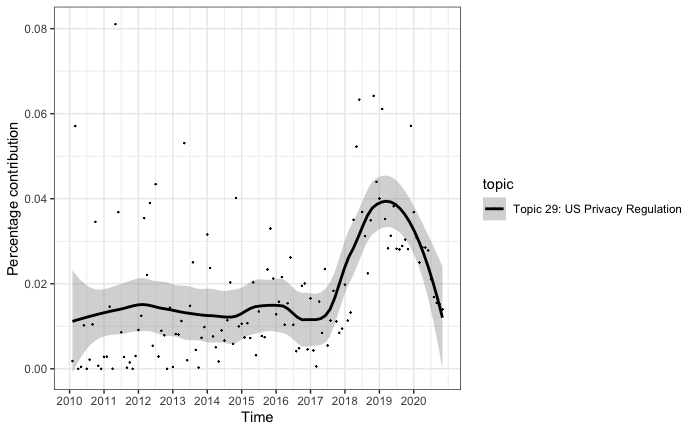 0.08
0.06
0.04
0.02
0.00
Percentage contribution
2010 2011 2012 2013 2014 2015 2016 2017 2018 2019 2020
Time
topic
Topic 29: US Privacy Regulation